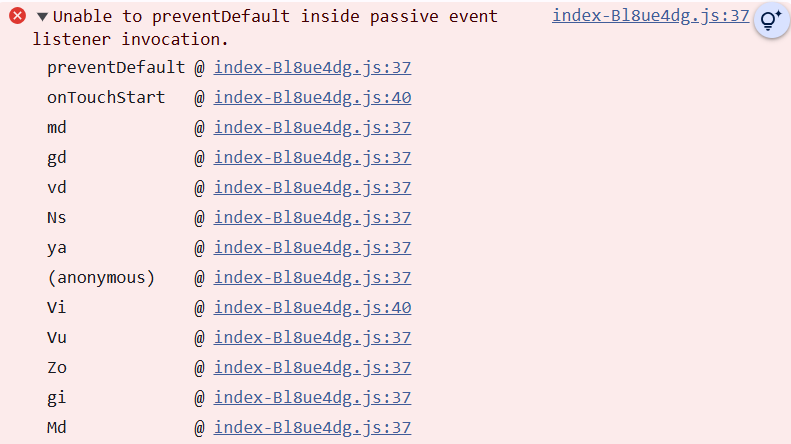 ▼Unable to preventDefault inside passive event index-Bl8ue4dg.js:37
listener invocation.
preventDefault @ index-Bl8ue4dg.js:37
onTouchStart @ index-Bl8ue4dg.js:40
md @ index-Bl8ue4dg.js:37
gd @ index-Bl8ue4dg.js:37
vd @ index-Bl8ue4dg.js:37
Ns @ index-Bl8ue4dg.js:37
ya @ index-Bl8ue4dg.js:37
(anonymous) @ index-Bl8ue4dg.js:37
Vi @ index-Bl8ue4dg.js:40
Vu @ index-Bl8ue4dg.js:37
Zo @ index-Bl8ue4dg.js:37
gi @ index-Bl8ue4dg.js:37
Md @ index-Bl8ue4dg.js:37